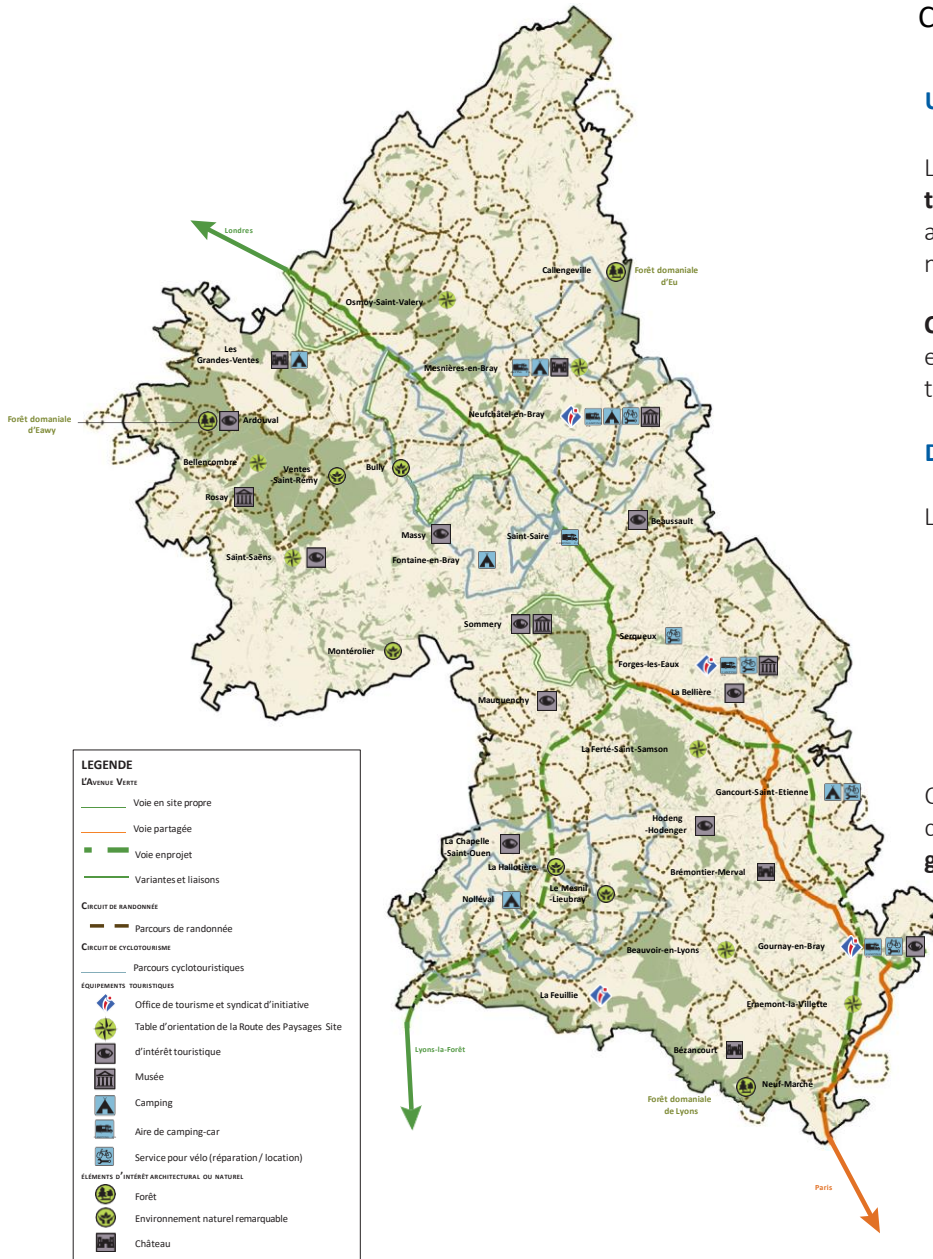 Londres
Callengeville
Forêt domaniale
d'Eu
Osmoy-Saint-Valery
Les
Grandes-Ventes
Mesnières-en-Bray
Neufchâtel-en-Bray
Forêt domaniale
d'Eawy
Ardouval
Bellencombre
Ventes
-Saint-Rémy
Bully
Rosay
Beaussault
Massy
Saint-Saire
Saint-Saëns
Fontaine-en-Bray
Sommery
Serqueux
Montérolier
Forges-les-Eaux
La Bellière
Mauquenchy
La Ferté-Saint-Samson
Gancourt-Saint-Etienne
Hodeng
-Hodenger
La Chapelle
-Saint-Ouen
La Hallotière
Brémontier-Merval
Le Mesnil
-Lieubray
Nolléval
Beauvoir-en-Lyons
Gournay-en-Bray
La Feuillie
Ernemont-la-Villette
Lyons-la-Forêt
Bézancourt
Neuf-Marché
Forêt domaniale
de Lyons
Paris
LEGENDE
L'Avenue Verte
Voie en site propre
Voie partagée
Voie enprojet
Variantes et liaisons
Circuit de randonnée
Parcours de randonnée
Circuit de cyclotourisme
Parcours cyclotouristiques
équipements touristiques
Office de tourisme et syndicat d'initiative
Table d'orientation de la Route des Paysages Site
d'intérêt touristique
Musée
Camping
Aire de camping-car
Service pour vélo (réparation / location)
éléments d'intérêt architectural ou naturel
Forêt
Environnement naturel remarquable
Château